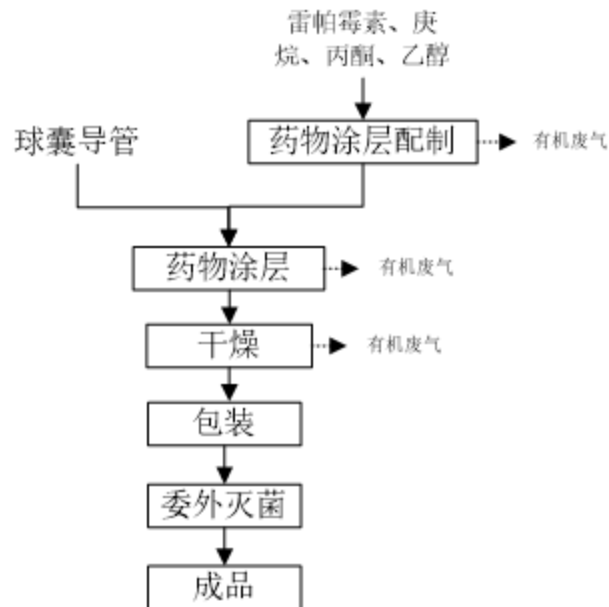 雷帕霉素、庚
烷、丙酮、乙醇
球囊导管
药物涂层配制
有机废气
药物涂层
有机废气
干燥
有机废气
包装
委外灭菌
成品